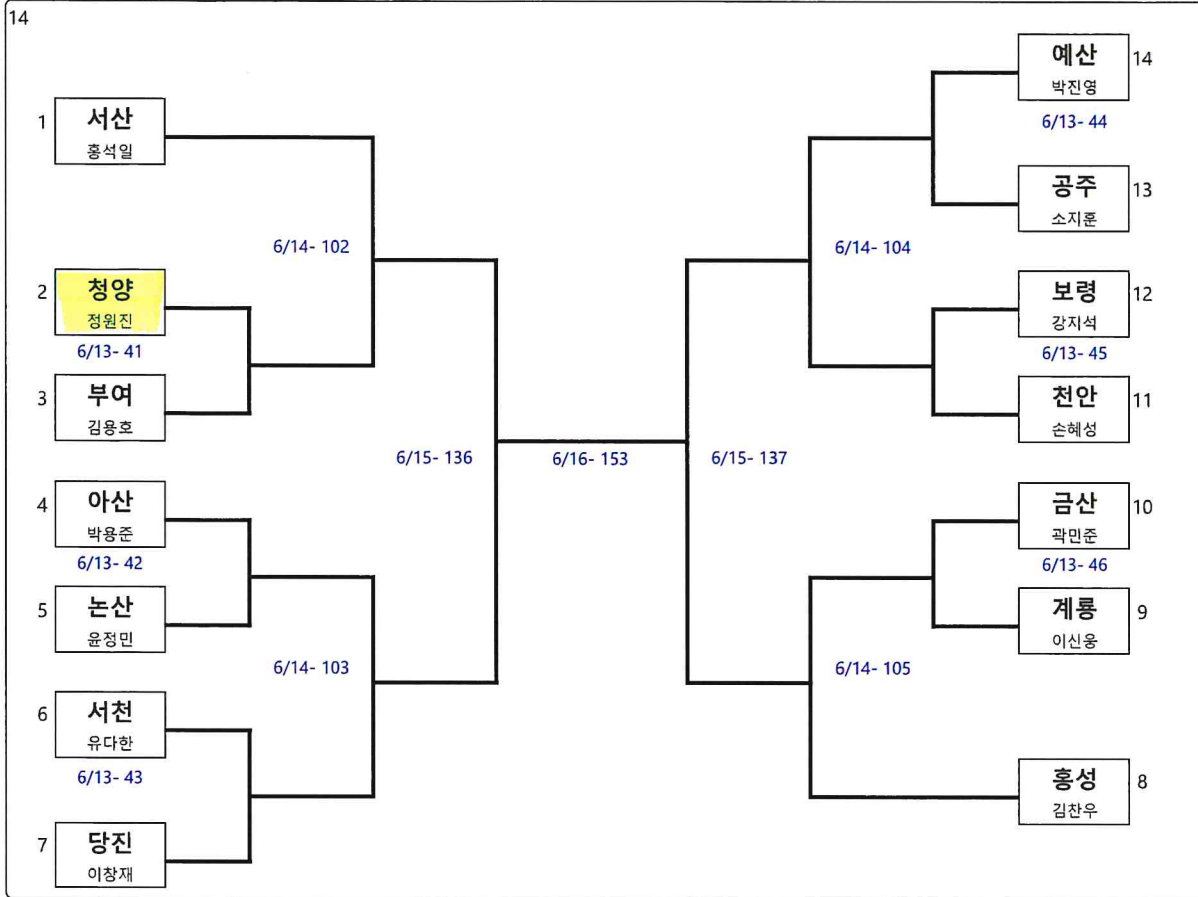 14
1
서산
홍석일
6/14- 102
2
청양
정원진
6/13- 41
3
부여
김용호
6/15- 136
4
아산
박용준
6/13- 42
5
논산
윤정민
6/14- 103
6
서천
유다한
6/13- 43
7
당진
이창재
6/16- 153
예산
14
박진영
6/13- 44
공주
13
소지훈
6/14- 104
보령
12
강지석
6/13- 45
천안
11
손혜성
6/15- 137
금산
10
곽민준
6/13- 46
계룡
9
이신웅
6/14- 105
홍성
8
김찬우